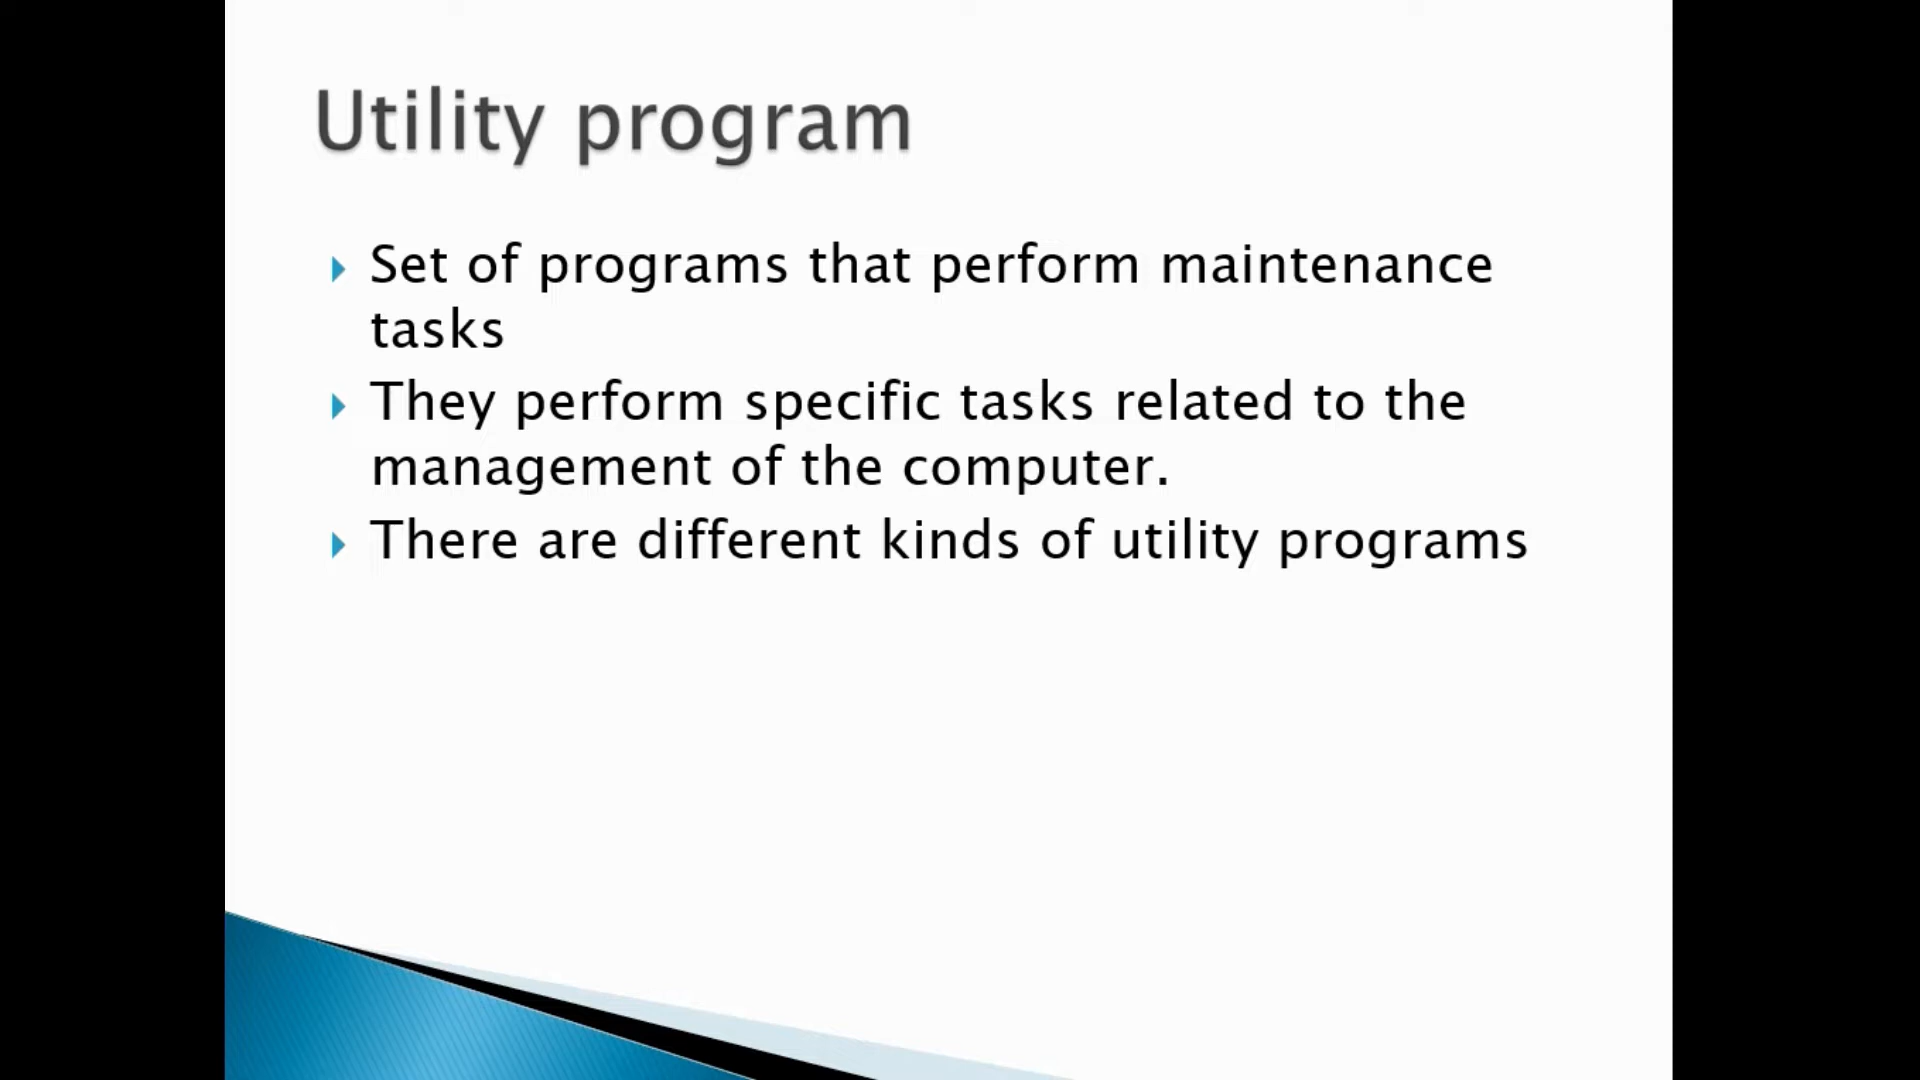 Utility program
Set of programs that perform maintenance
tasks
They perform specific tasks related to the
management of the computer.
There are different kinds of utility programs